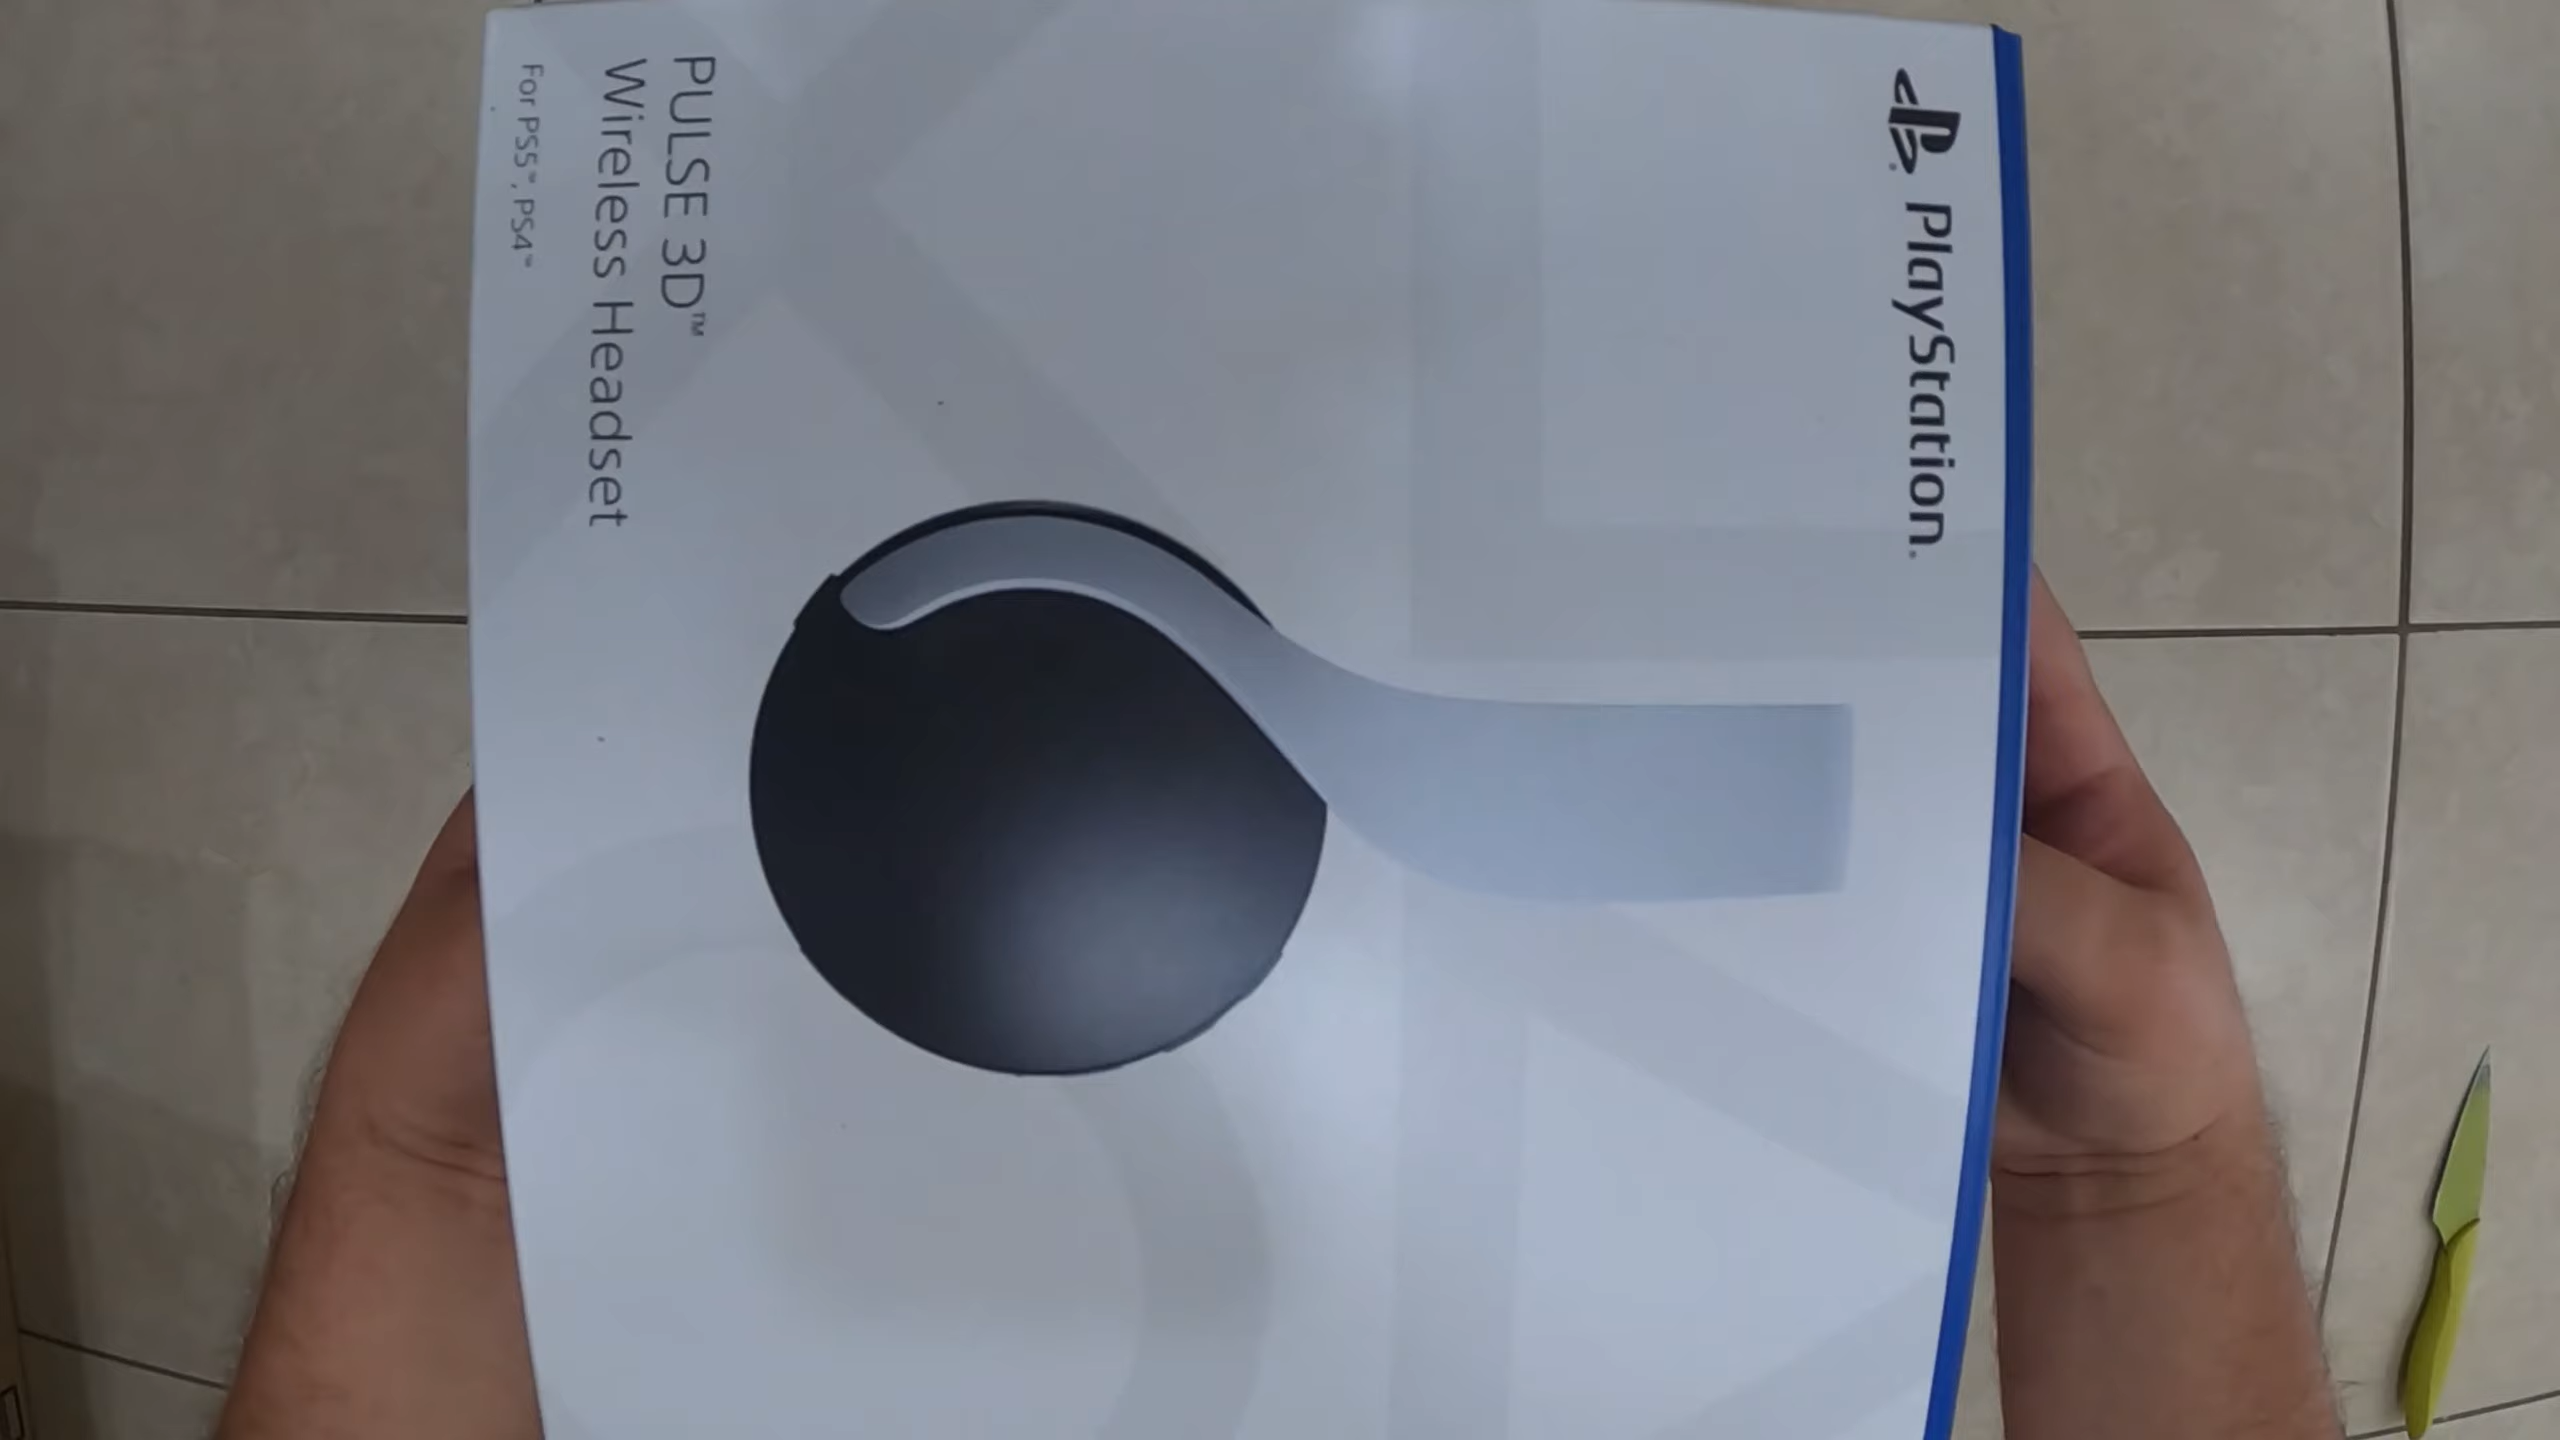 PlayStation®
PULSE 3D™
Wireless Headset
For PS5™, PS4™